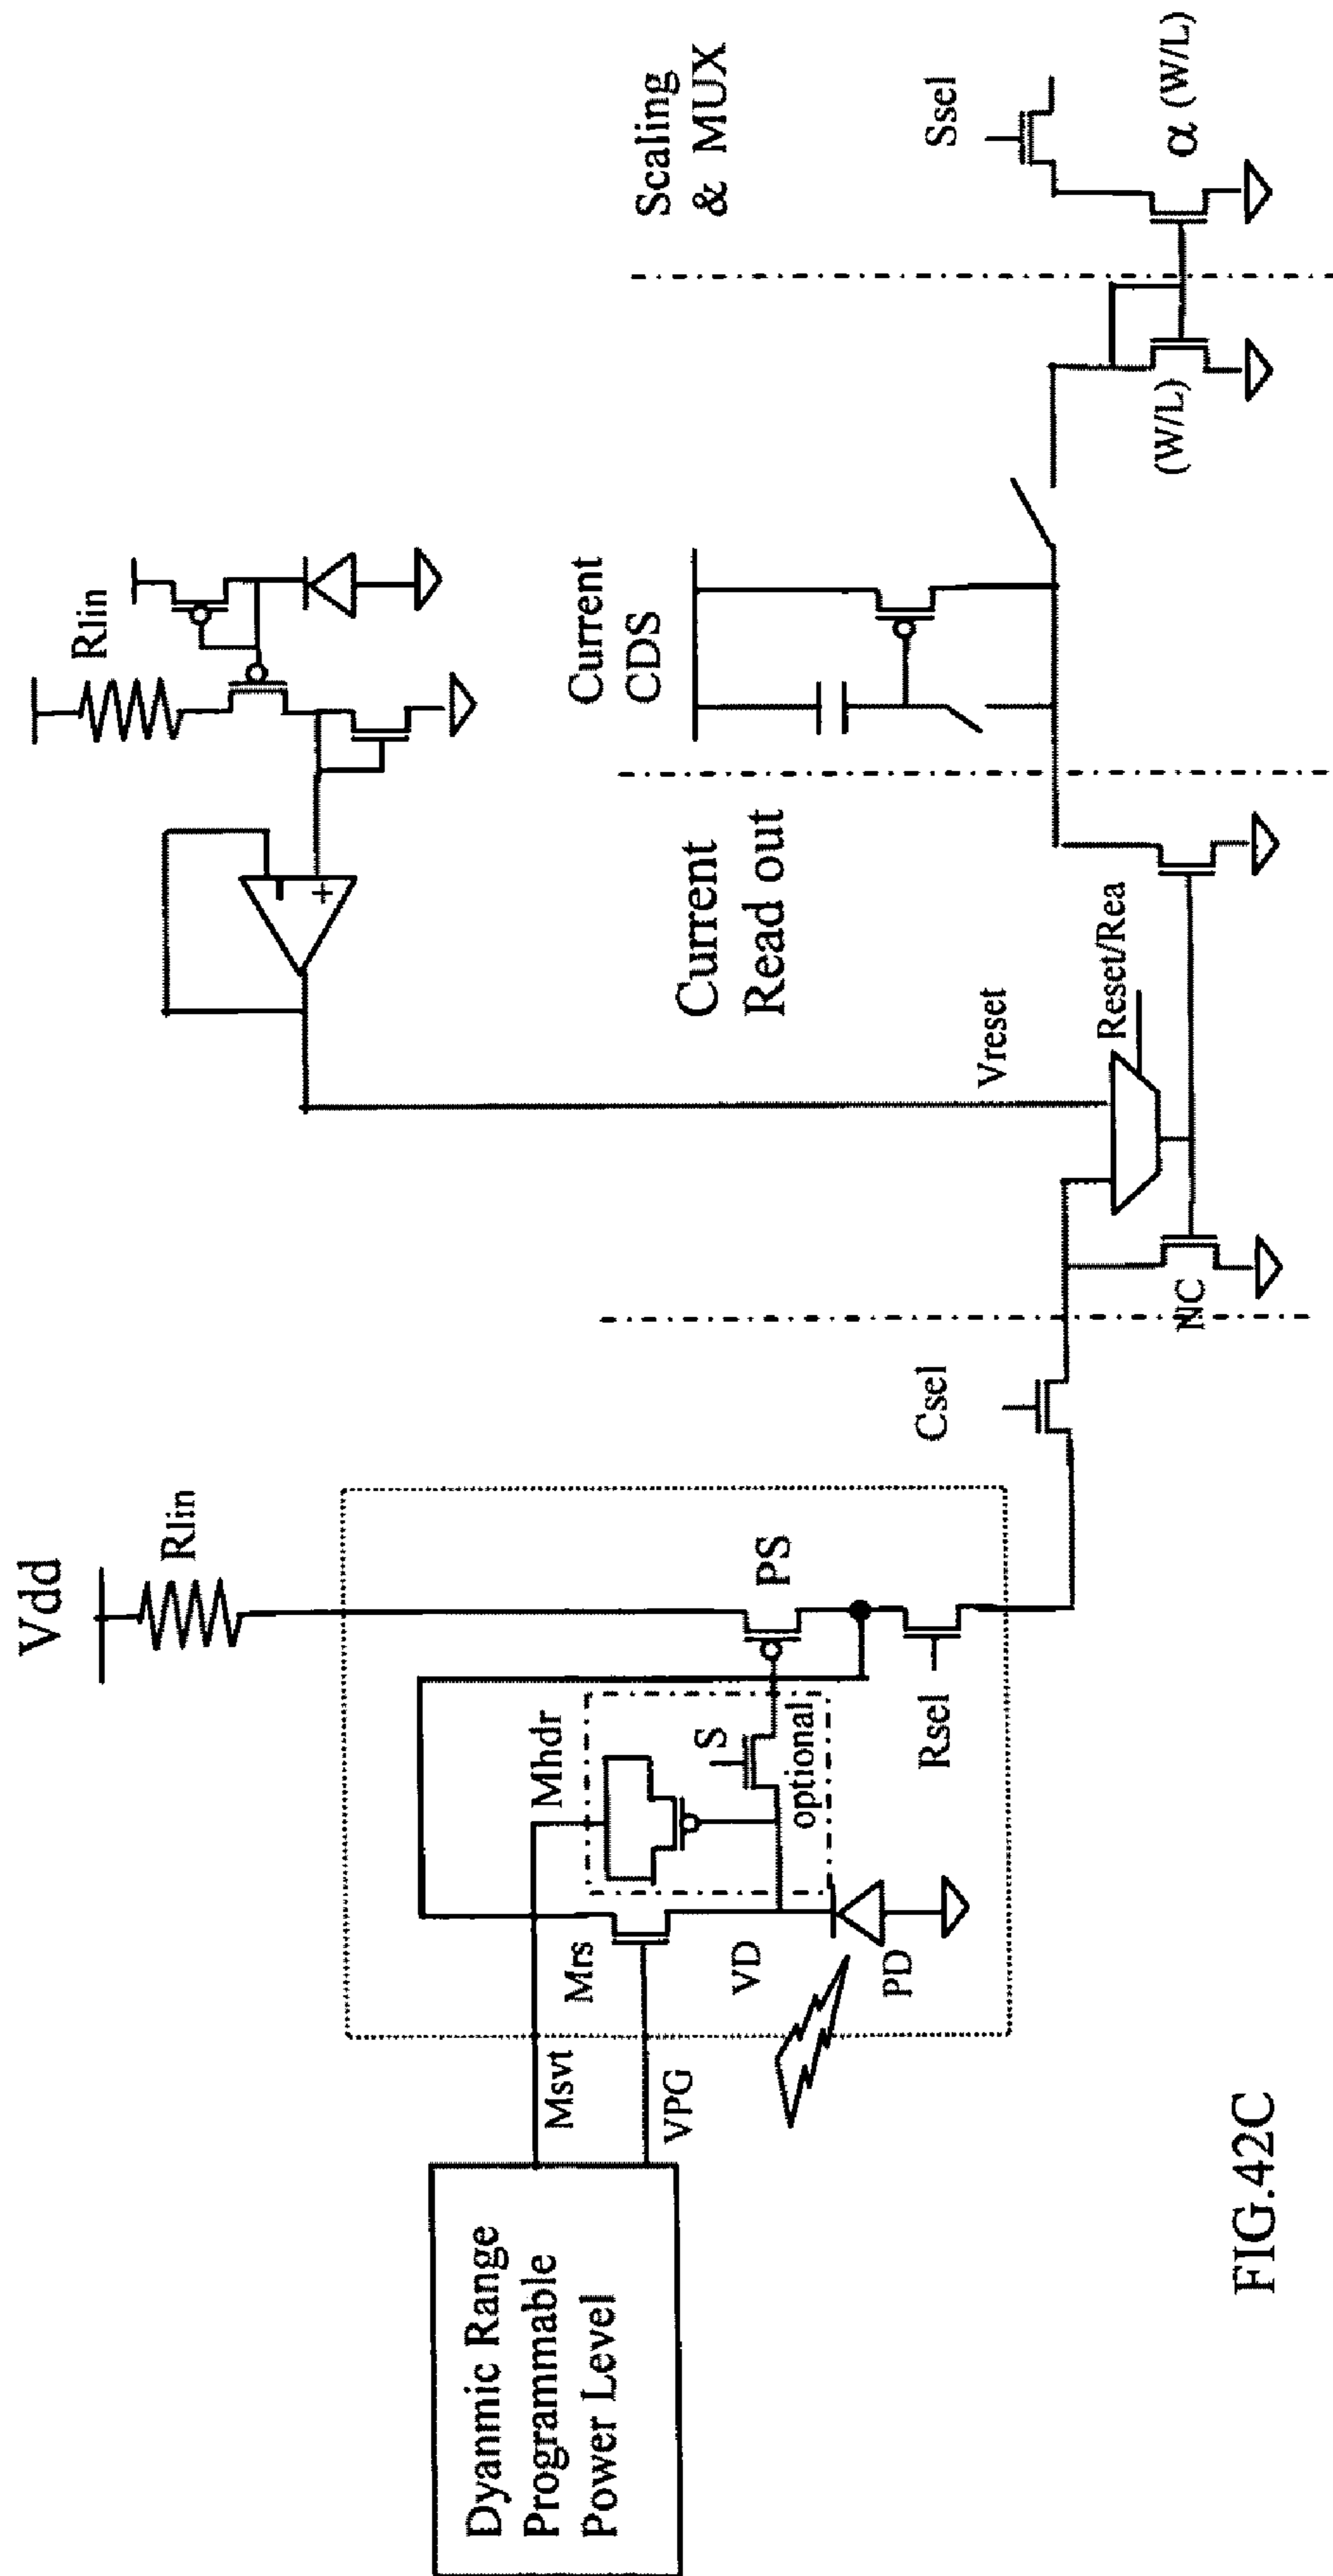 Dyanmic Range
Programmable
Power Level
Msvt
VPG
Vdd
Rlin
Mrs
Mhdr
S
optional
VD
PD
PS
Rsel
Csel
NC
Vreset
Reset/Rea
Current
Read out
Rlin
Current
CDS
(W/L)
Scaling
& MUX
Ssel
α (W/L)
+
FIG.42C